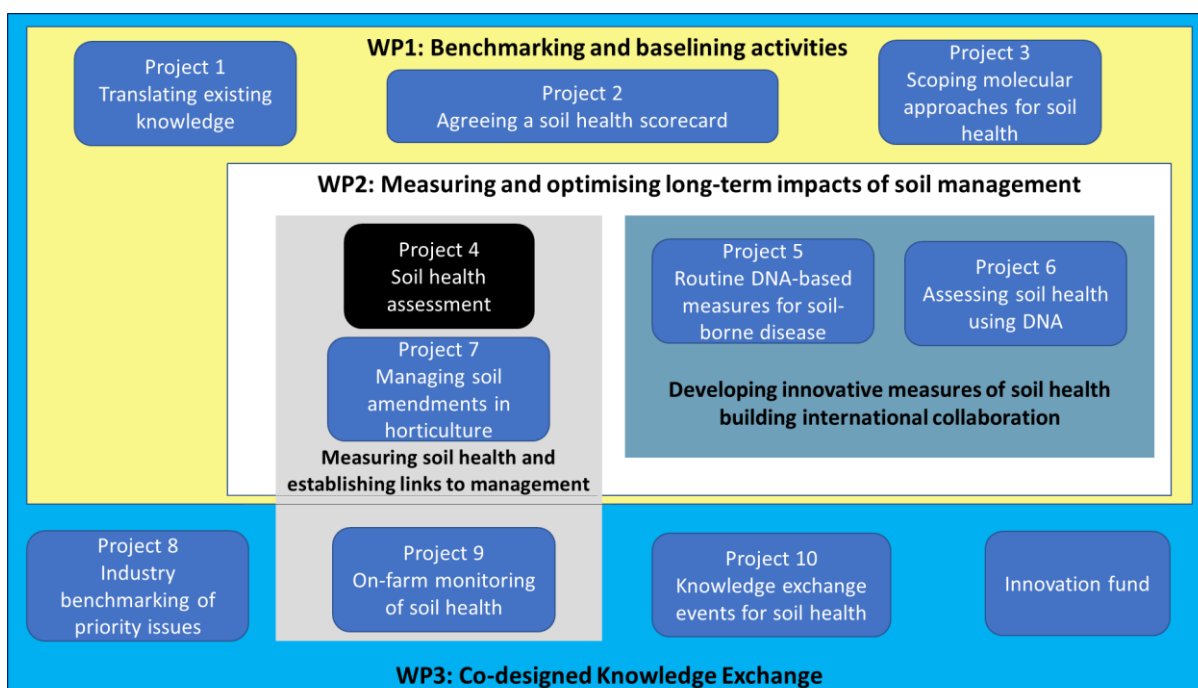 WP1: Benchmarking and baselining activities
Project 1
Translating existing
knowledge
Project 2
Agreeing a soil health scorecard
Project 3
Scoping molecular
approaches for soil
health
WP2: Measuring and optimising long-term impacts of soil management
Project 4
Soil health
assessment
Project 7
Managing soil
amendments in
horticulture
Measuring soil health and
establishing links to management
Project 5
Routine DNA-based
measures for soil-
borne disease
Project 6
Assessing soil health
using DNA
Developing innovative measures of soil health
building international collaboration
Project 8
Industry
benchmarking of
priority issues
Project 9
On-farm monitoring
of soil health
Project 10
Knowledge exchange
events for soil health
Innovation fund
WP3: Co-designed Knowledge Exchange